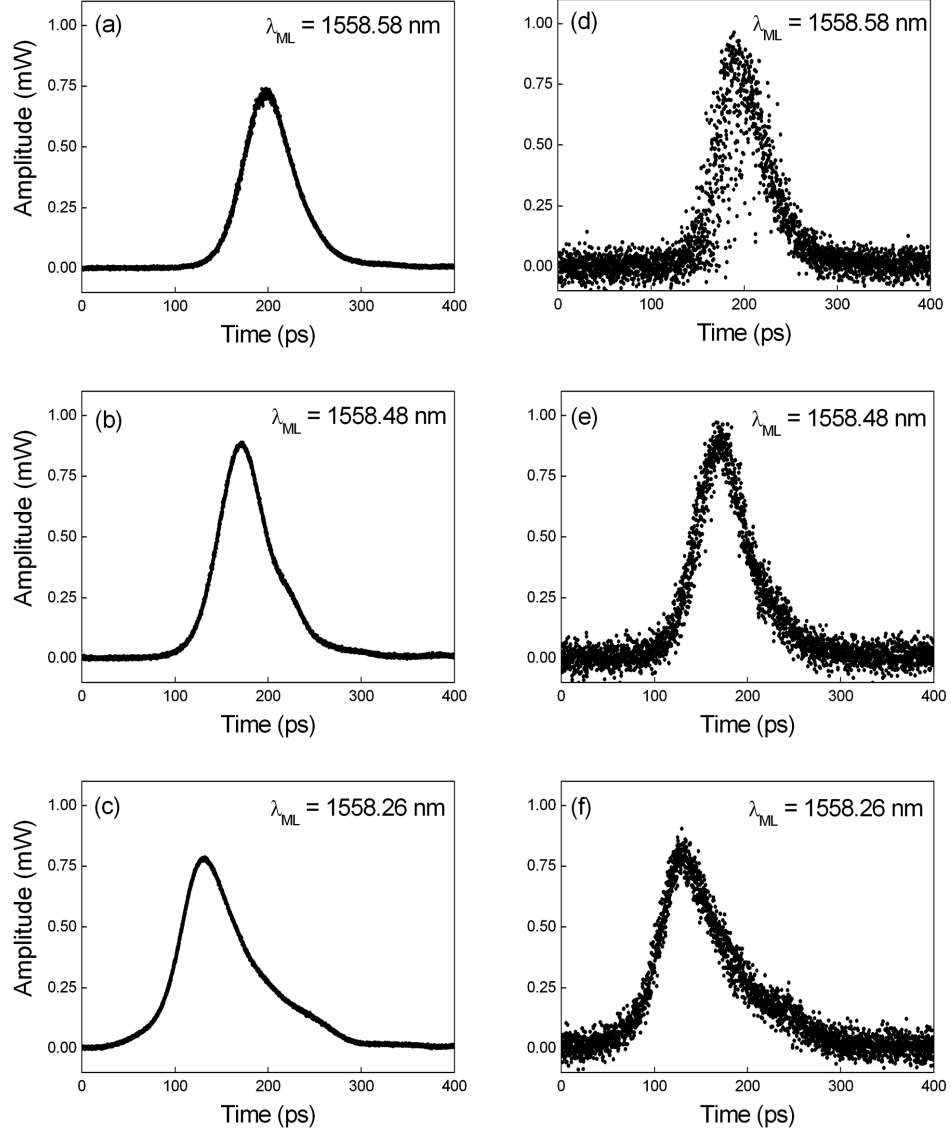 (a)
λML = 1558.58 nm
1.00
0.75
0.50
0.25
0.00
Amplitude (mW)
0 100 200 300 400
Time (ps)
(d)
λML = 1558.58 nm
1.00
0.75
0.50
0.25
0.00
0 100 200 300 400
Time (ps)
(b)
λML = 1558.48 nm
1.00
0.75
0.50
0.25
0.00
Amplitude (mW)
0 100 200 300 400
Time (ps)
(e)
λML = 1558.48 nm
1.00
0.75
0.50
0.25
0.00
0 100 200 300 400
Time (ps)
(c)
λML = 1558.26 nm
1.00
0.75
0.50
0.25
0.00
Amplitude (mW)
0 100 200 300 400
Time (ps)
(f)
λML = 1558.26 nm
1.00
0.75
0.50
0.25
0.00
0 100 200 300 400
Time (ps)